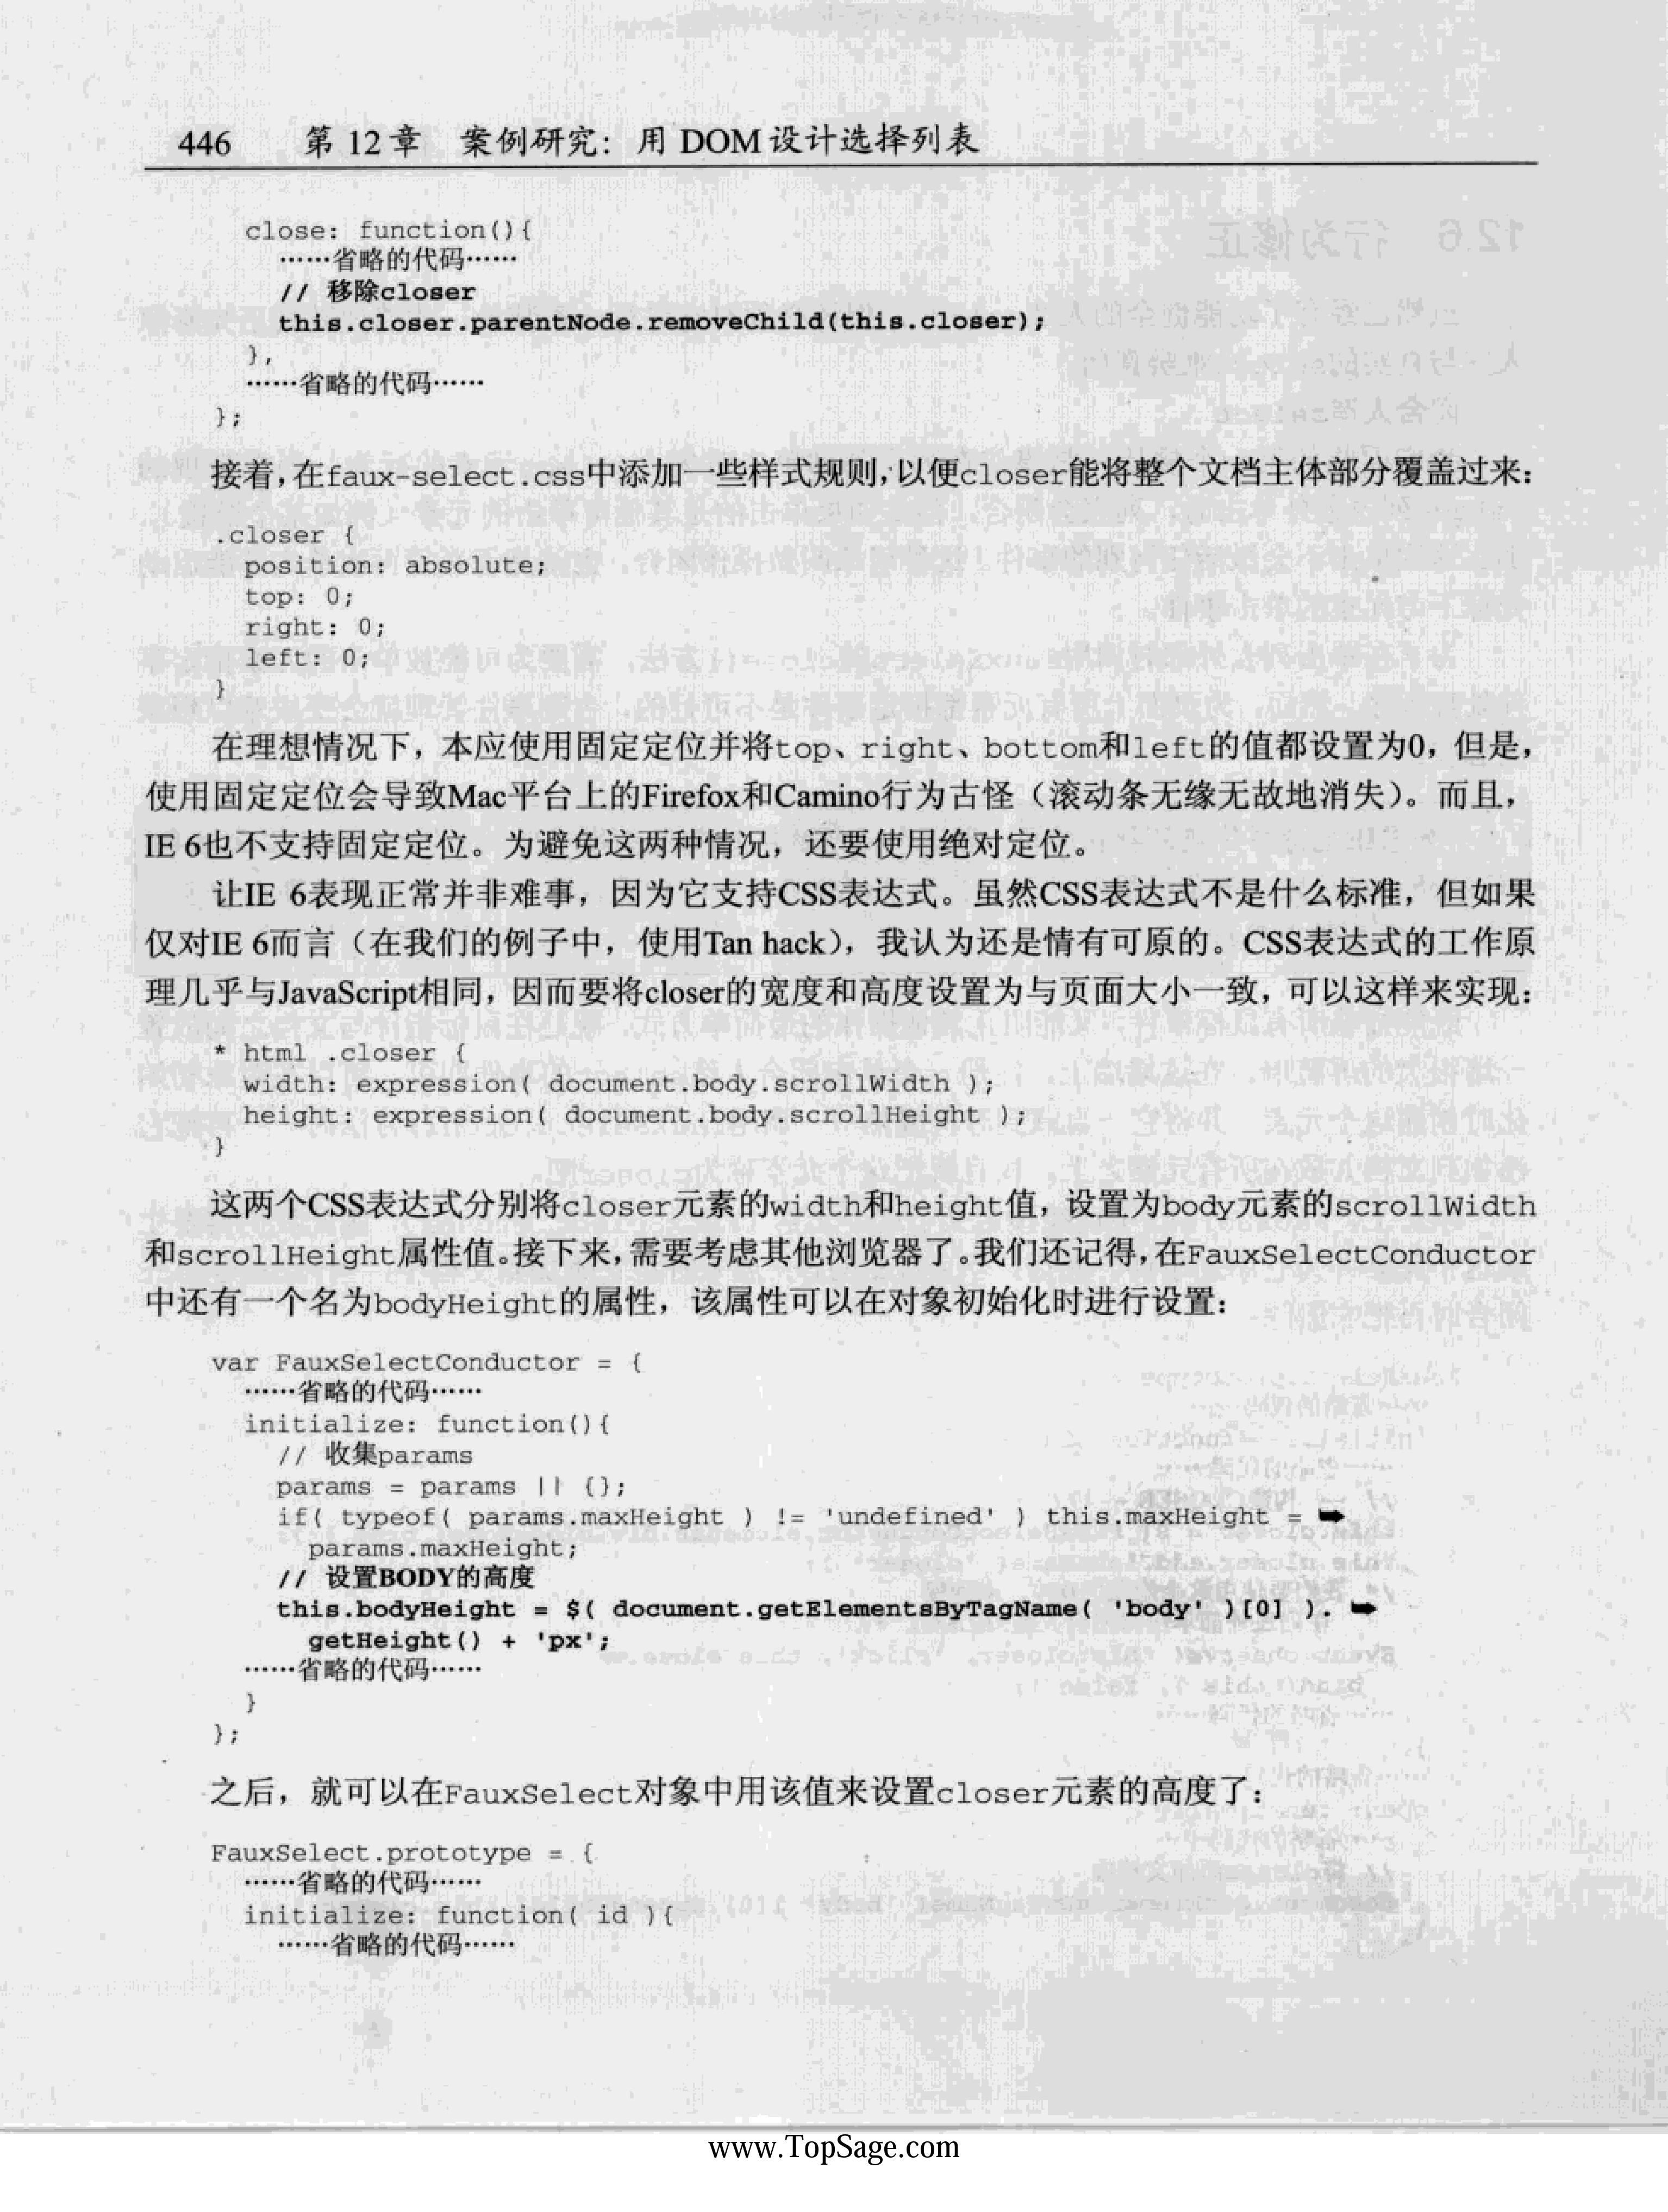 446 第 12 章 案例研究：用 DOM 设计选择列表
close: function(){
……省略的代码……
// 移除closer
this.closer.parentNode.removeChild(this.closer);
},
……省略的代码……
};
接着，在faux-select.css中添加一些样式规则，以便closer能将整个文档主体部分覆盖过来：
.closer {
position: absolute;
top: 0;
right: 0;
left: 0;
}
在理想情况下，本应使用固定定位并将top、right、bottom和left的值都设置为0，但是，
使用固定定位会导致Mac平台上的Firefox和Camino行为古怪（滚动条无缘无故地消失）。而且，
IE 6也不支持固定定位。为避免这两种情况，还要使用绝对定位。
让IE 6表现正常并非难事，因为它支持CSS表达式。虽然CSS表达式不是什么标准，但如果
仅对IE 6而言（在我们的例子中，使用Tan hack），我认为还是情有可原的。CSS表达式的工作原
理几乎与JavaScript相同，因而要将closer的宽度和高度设置为与页面大小一致，可以这样来实现：
* html .closer {
width: expression( document.body.scrollWidth );
height: expression( document.body.scrollHeight );
}
这两个CSS表达式分别将closer元素的width和height值，设置为body元素的scrollWidth
和scrollHeight属性值。接下来，需要考虑其他浏览器了。我们还记得，在FauxSelectConductor
中还有一个名为bodyHeight的属性，该属性可以在对象初始化时进行设置：
var FauxSelectConductor = {
……省略的代码……
initialize: function(){
// 收集params
params = params || {};
if( typeof( params.maxHeight ) != 'undefined' ) this.maxHeight = ➡
params.maxHeight;
// 设置BODY的高度
this.bodyHeight = $( document.getElementsByTagName( 'body' )[0] ). ➡
getHeight() + 'px';
……省略的代码……
}
};
之后，就可以在FauxSelect对象中用该值来设置closer元素的高度了：
FauxSelect.prototype = {
……省略的代码……
initialize: function( id ){
……省略的代码……
www.TopSage.com